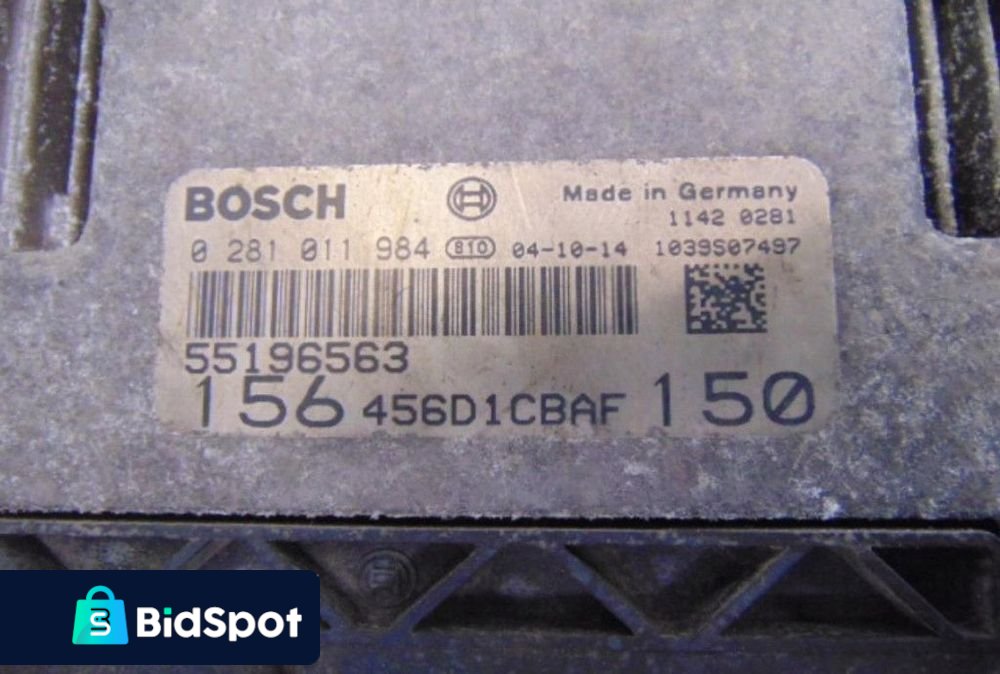 BOSCH
Made in Germany
1142 0281
0 281 011 984 810 04-10-14 1039S07497
55196563
156 456D1CBAF 150
BidSpot